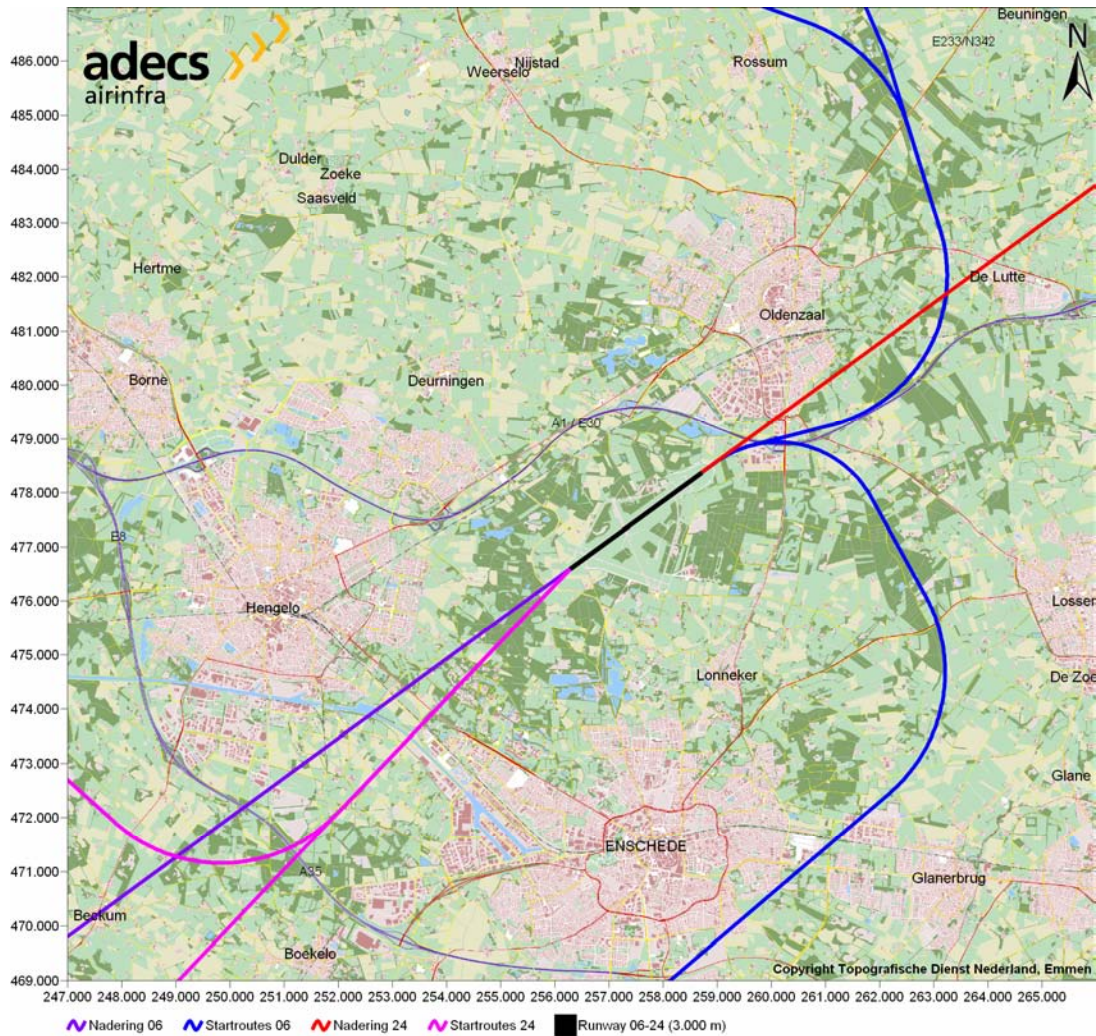 adecs
airinfra
Beuningen
E233/N342
N
486.000
Nijstad
Weerselo
Rossum
485.000
484.000
Dulder
Zoeke
Saasveld
483.000
482.000
Hertme
De Lutte
481.000
Oldenzaal
480.000
Borne
Deurningen
479.000
A1 / E30
478.000
477.000
E8
476.000
Hengelo
Losser
475.000
Lonneker
De Zoe
474.000
473.000
Glane
472.000
ENSCHEDE
471.000
A35
Glanerbrug
470.000
Beckum
Boekelo
469.000
Copyright Topografische Dienst Nederland, Emmen
247.000 248.000 249.000 250.000 251.000 252.000 253.000 254.000 255.000 256.000 257.000 258.000 259.000 260.000 261.000 262.000 263.000 264.000 265.000
Nadering 06 Startroutes 06 Nadering 24 Startroutes 24 Runway 06-24 (3.000 m)